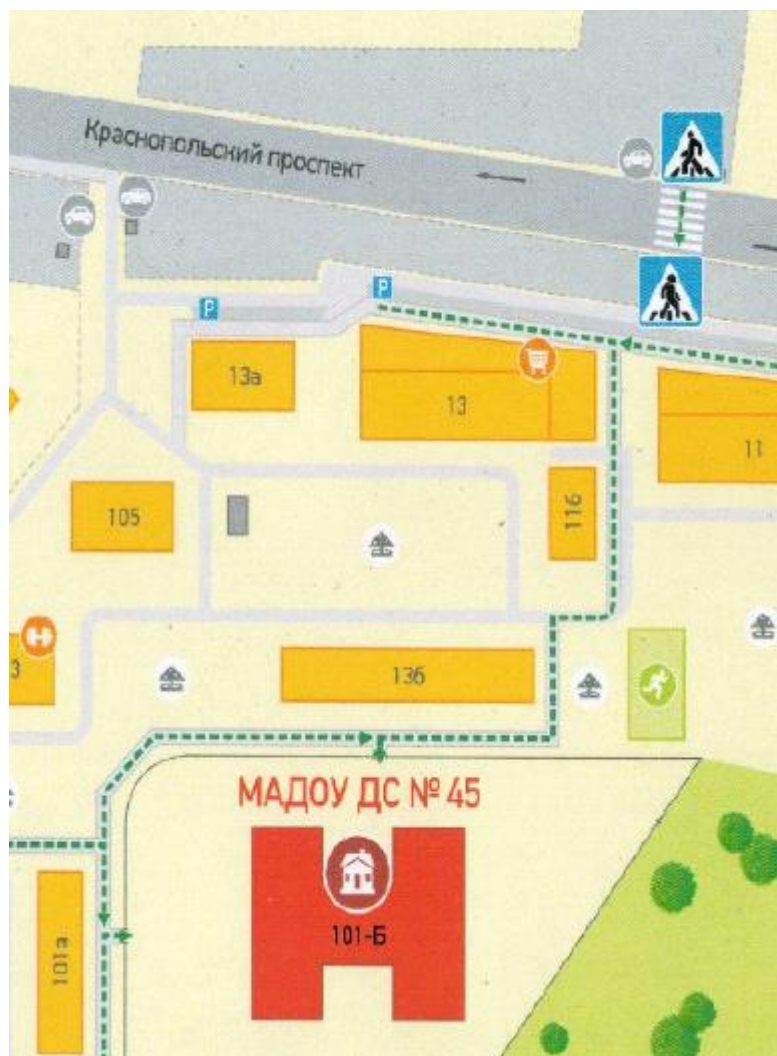 Краснопольский проспект
P
P
13а
13
11
105
11б
3
13б
МАДОУ ДС № 45
101-Б
101а